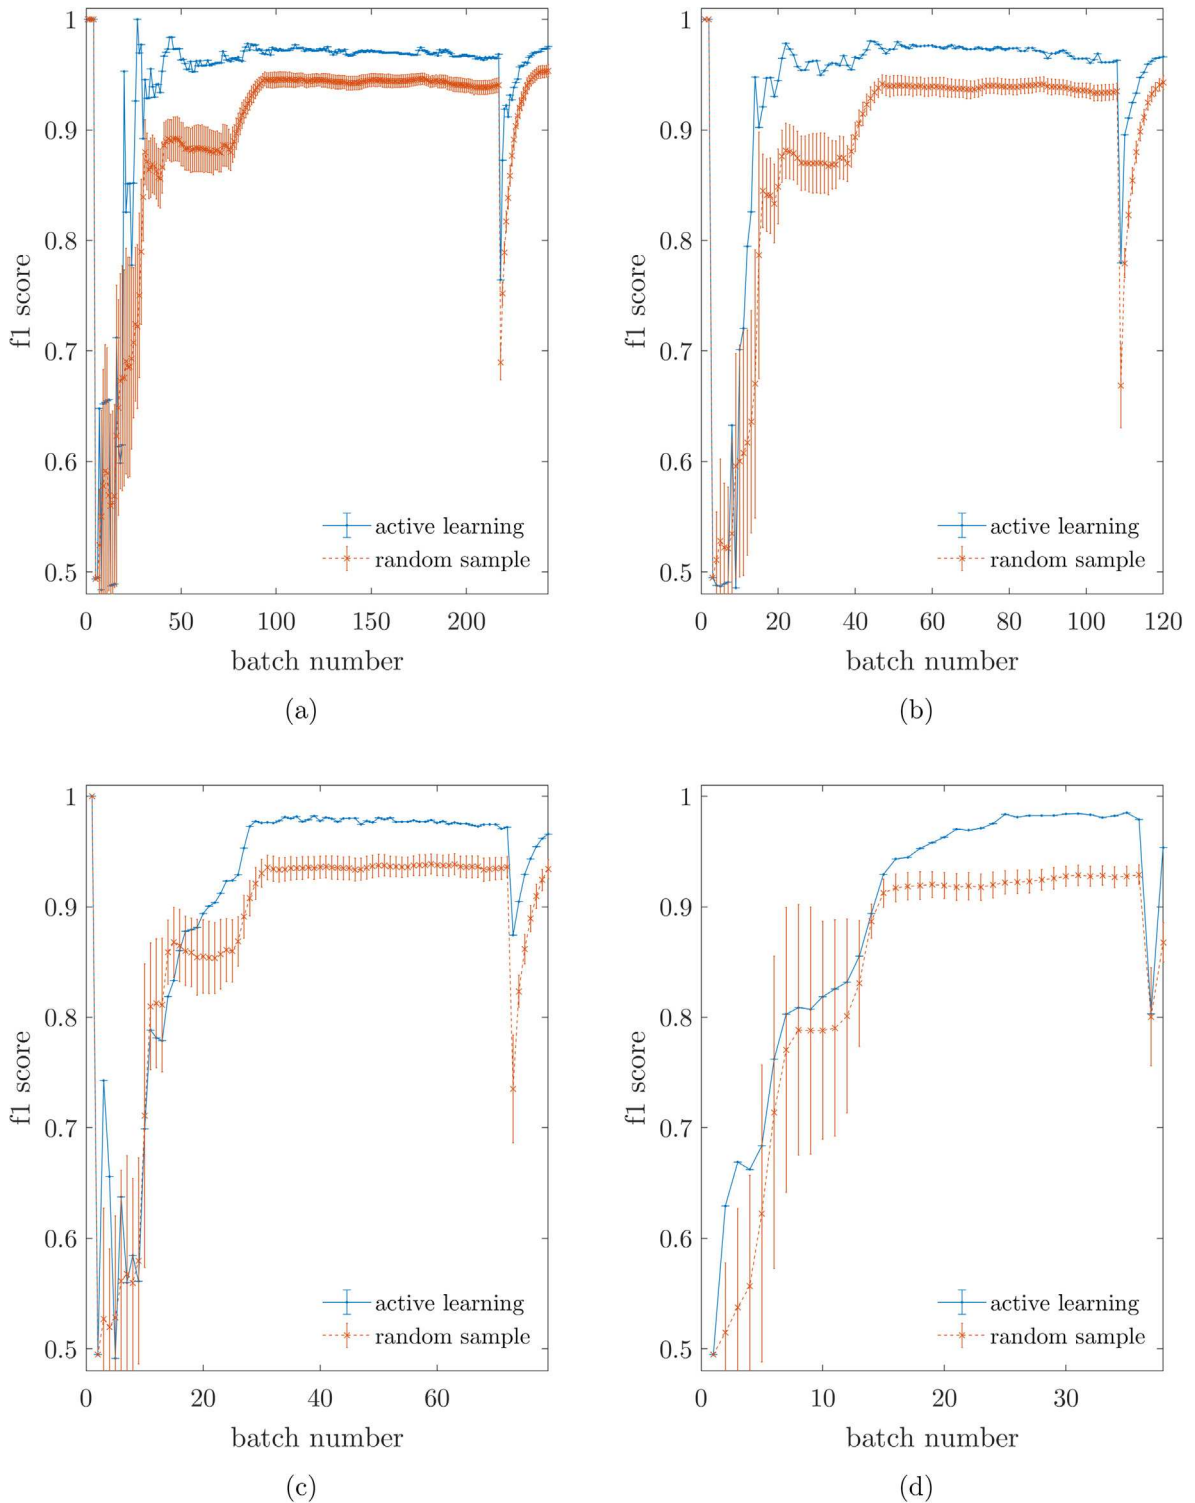 1
0.9
0.8
0.7
0.6
0.5
f1 score
active learning
random sample
0 50 100 150 200
batch number
(a)
1
0.9
0.8
0.7
0.6
0.5
f1 score
active learning
random sample
0 20 40 60 80 100 120
batch number
(b)
1
0.9
0.8
0.7
0.6
0.5
f1 score
active learning
random sample
0 20 40 60
batch number
(c)
1
0.9
0.8
0.7
0.6
0.5
f1 score
active learning
random sample
0 10 20 30
batch number
(d)